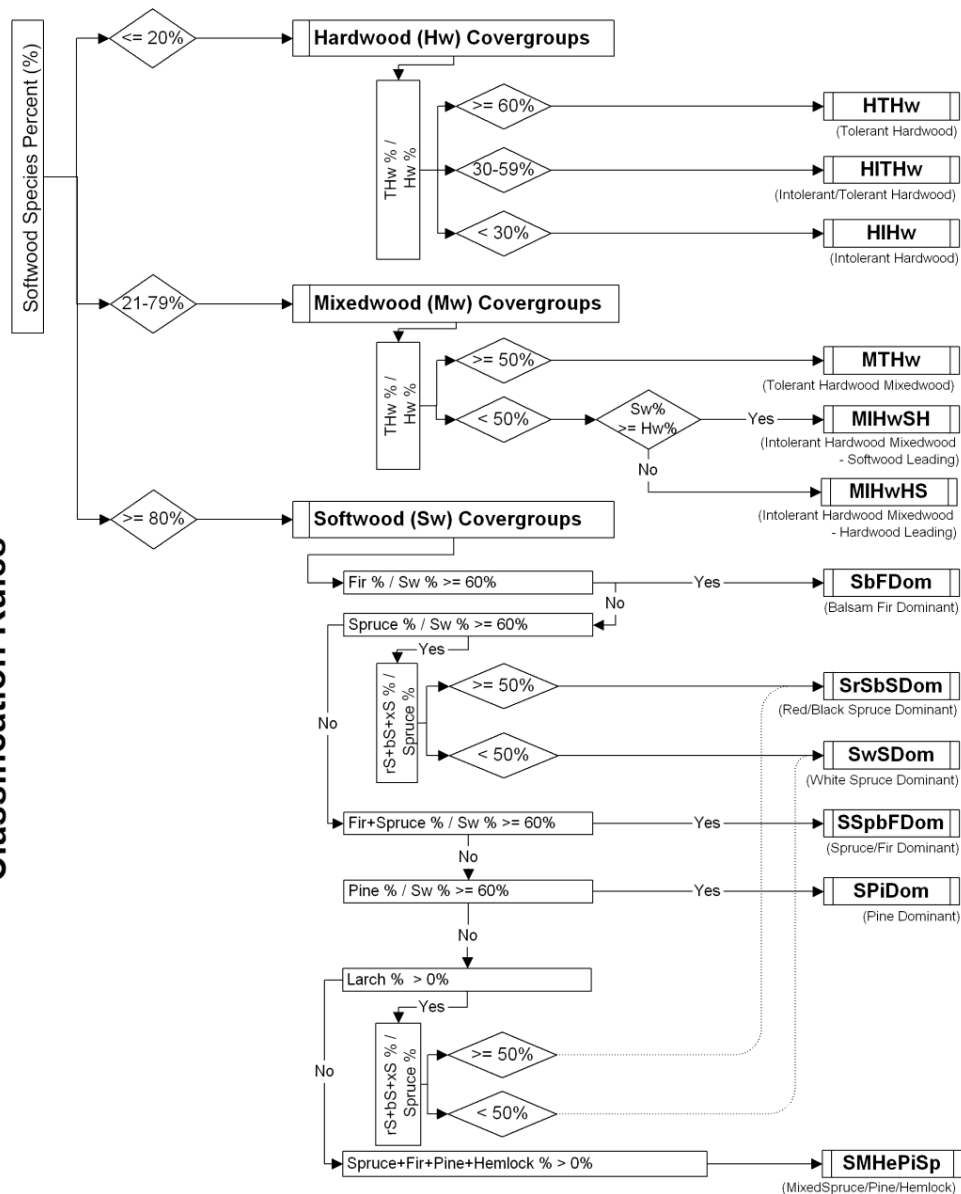 Classification Rules
Softwood Species Percent (%)
<= 20%
Hardwood (Hw) Covergroups
THw % /
Hw %
>= 60%
HTHw
(Tolerant Hardwood)
30-59%
HITHw
(Intolerant/Tolerant Hardwood)
< 30%
HIHw
(Intolerant Hardwood)
21-79%
Mixedwood (Mw) Covergroups
THw % /
Hw %
>= 50%
MTHw
(Tolerant Hardwood Mixedwood)
< 50%
Sw%
>= Hw%
Yes
MIHwSH
(Intolerant Hardwood Mixedwood
- Softwood Leading)
No
MIHwHS
(Intolerant Hardwood Mixedwood
- Hardwood Leading)
>= 80%
Softwood (Sw) Covergroups
Fir % / Sw % >= 60%
Yes
SbFDom
(Balsam Fir Dominant)
No
Spruce % / Sw % >= 60%
Yes
rS+bS+xS % /
Spruce %
>= 50%
SrSbSDom
(Red/Black Spruce Dominant)
< 50%
SwSDom
(White Spruce Dominant)
No
Fir+Spruce % / Sw % >= 60%
Yes
SSpbFDom
(Spruce/Fir Dominant)
No
Pine % / Sw % >= 60%
Yes
SPiDom
(Pine Dominant)
No
Larch % > 0%
Yes
rS+bS+xS % /
Spruce %
>= 50%
< 50%
No
Spruce+Fir+Pine+Hemlock % > 0%
SMHePiSp
(MixedSpruce/Pine/Hemlock)